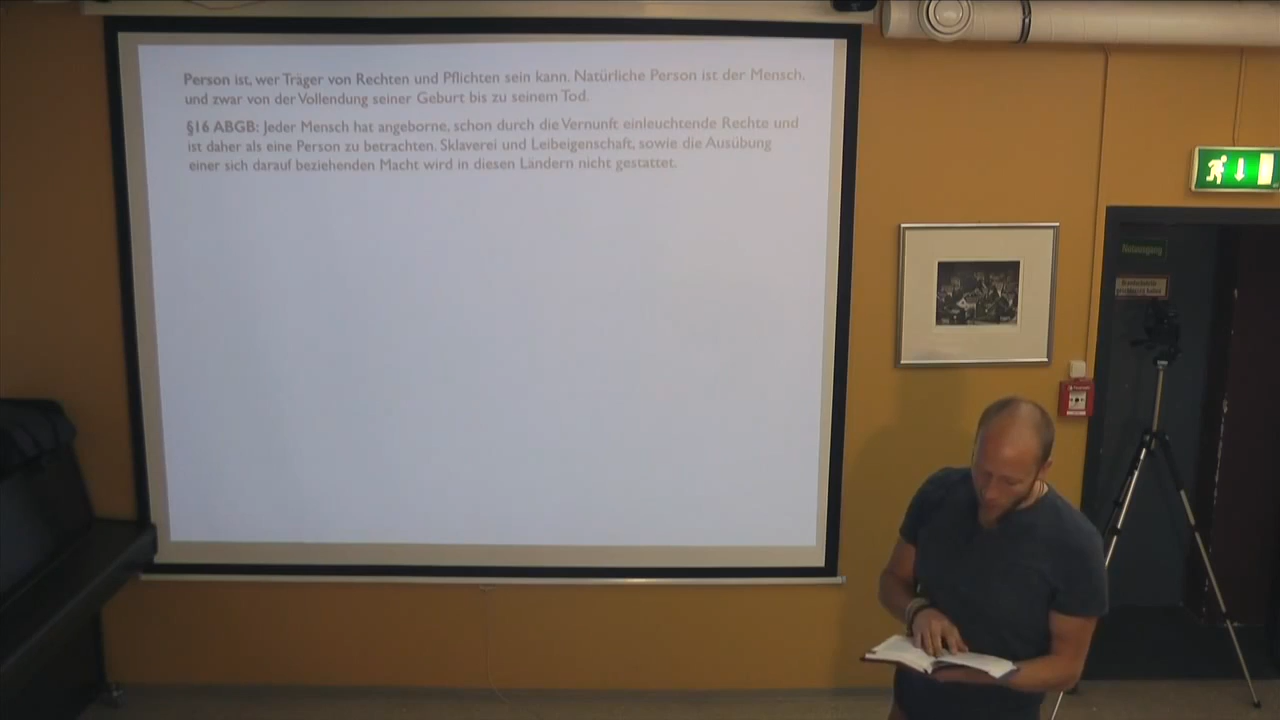 Person ist, wer Träger von Rechten und Pflichten sein kann. Natürliche Person ist der Mensch,
und zwar von der Vollendung seiner Geburt bis zu seinem Tod.
§16 ABGB: Jeder Mensch hat angeborne, schon durch die Vernunft einleuchtende Rechte und
ist daher als eine Person zu betrachten. Sklaverei und Leibeigenschaft, sowie die Ausübung
einer sich darauf beziehenden Macht wird in diesen Ländern nicht gestattet.
Notausgang